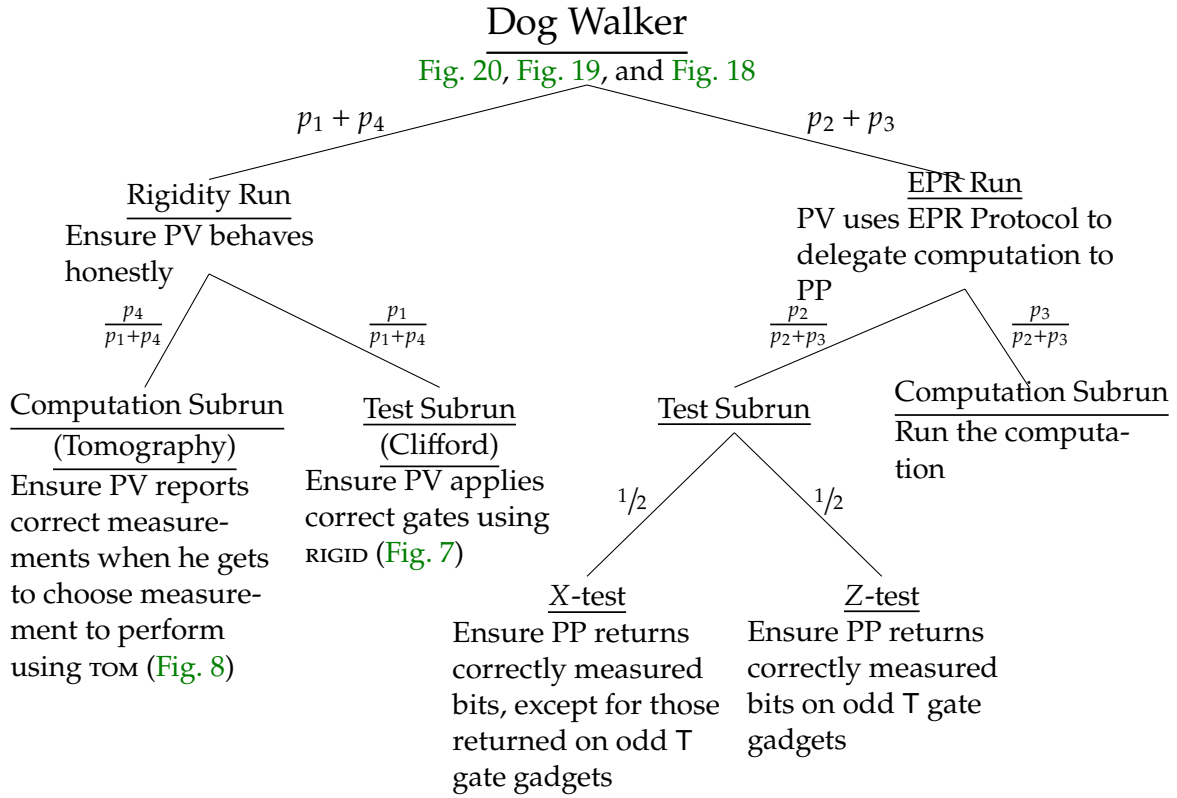 Dog Walker
Fig. 20, Fig. 19, and Fig. 18
p1 + p4
p2 + p3
Rigidity Run
Ensure PV behaves
honestly
EPR Run
PV uses EPR Protocol to
delegate computation to
PP
p4
p1+p4
p1
p1+p4
p2
p2+p3
p3
p2+p3
Computation Subrun
(Tomography)
Ensure PV reports
correct measure-
ments when he gets
to choose measure-
ment to perform
using TOM (Fig. 8)
Test Subrun
(Clifford)
Ensure PV applies
correct gates using
RIGID (Fig. 7)
Test Subrun
Computation Subrun
Run the computa-
tion
1/2
1/2
X-test
Ensure PP returns
correctly measured
bits, except for those
returned on odd T
gate gadgets
Z-test
Ensure PP returns
correctly measured
bits on odd T gate
gadgets